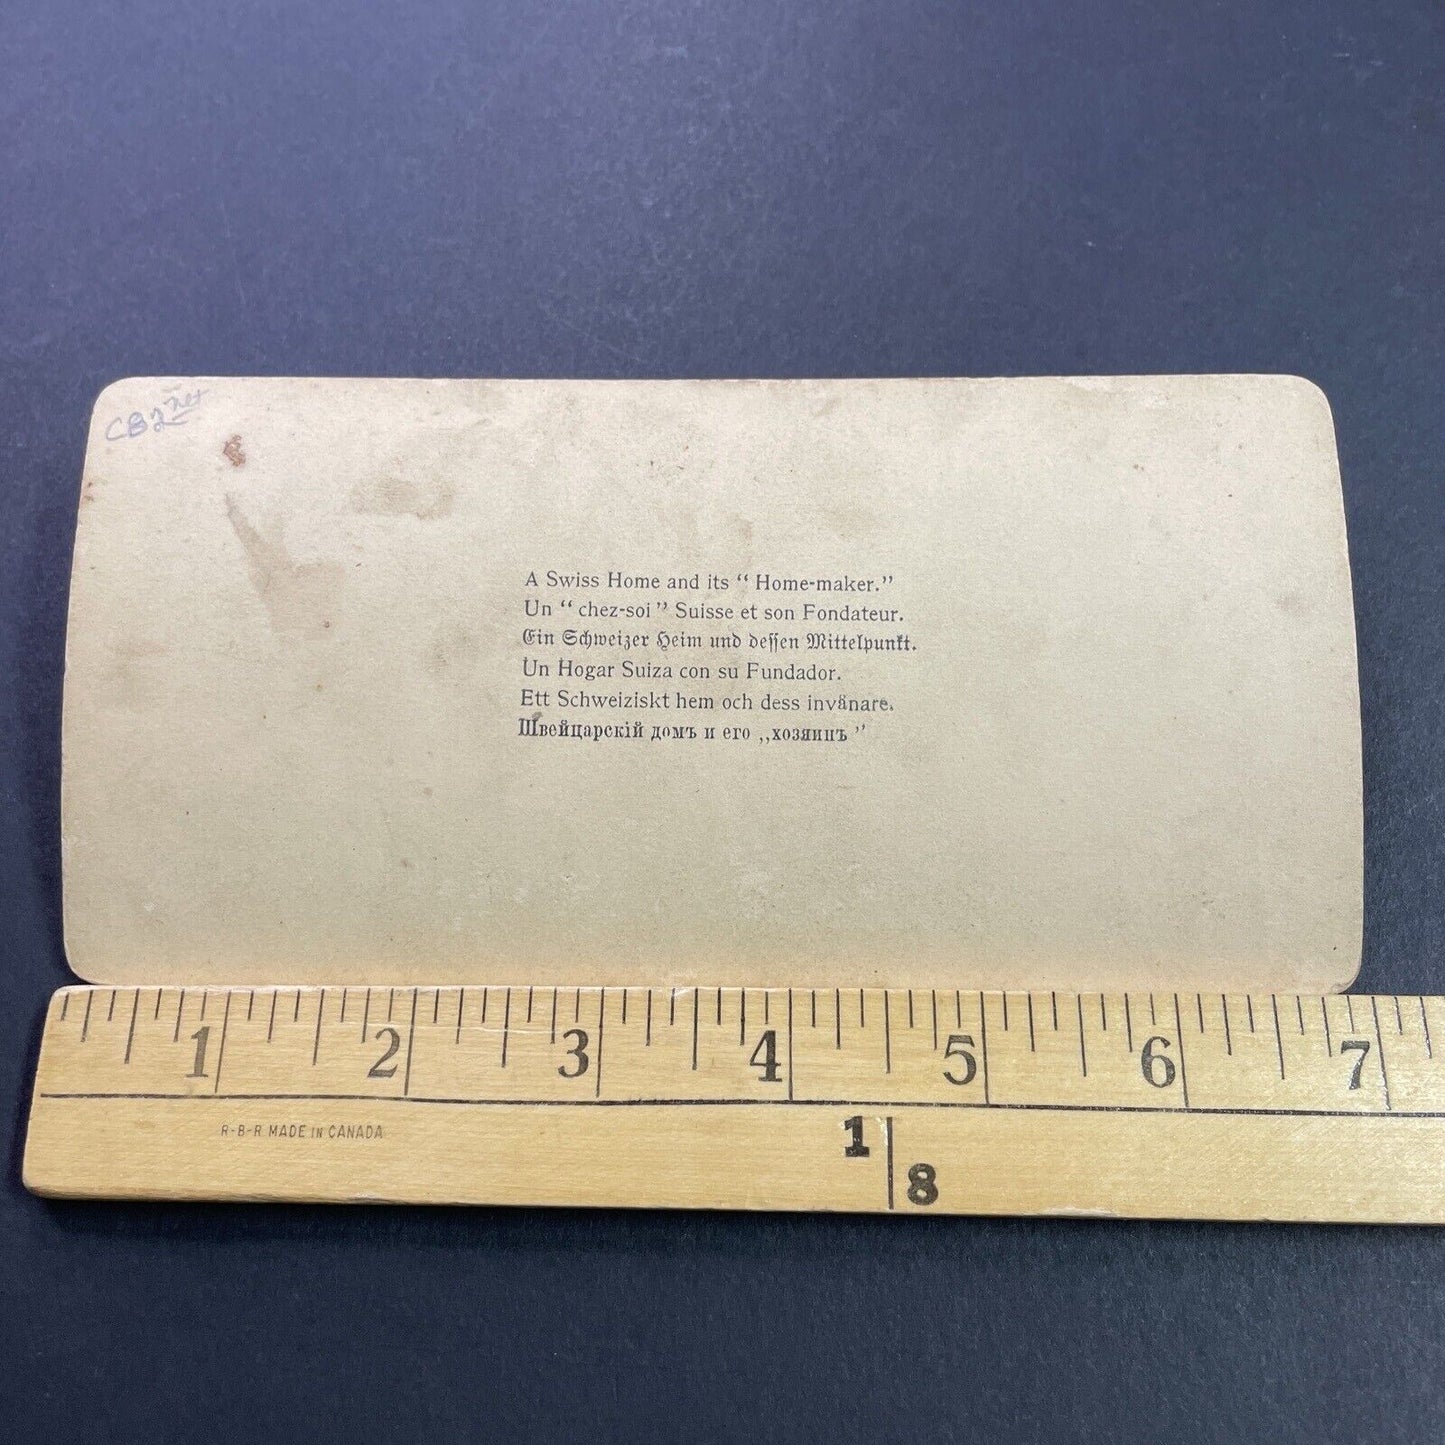 C82 net
A Swiss Home and its “ Home-maker.”
Un “ chez-soi ” Suisse et son Fondateur.
Ein Schweizer Heim und dessen Mittelpunkt.
Un Hogar Suiza con su Fundador.
Ett Schweiziskt hem och dess invånare.
Швейцарскій домъ и его „хозяинъ ”
1 2 3 4 5 6 7
R-B-R MADE IN CANADA
1 8